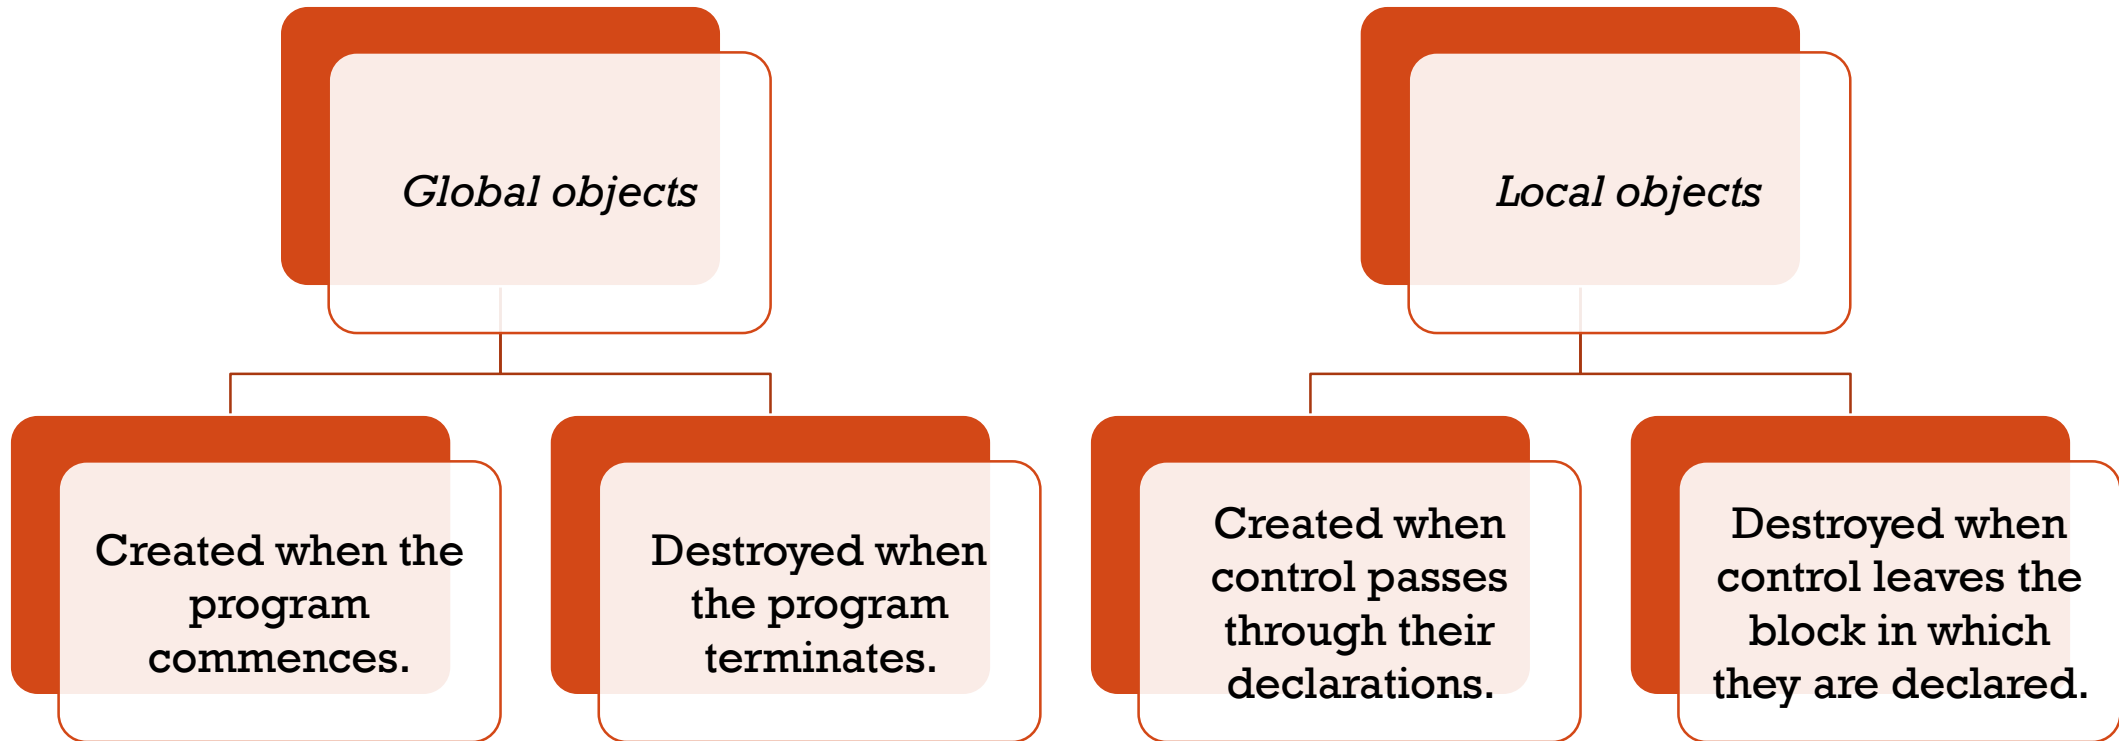 Global objects
Local objects
Created when the
program
commences.
Destroyed when
the program
terminates.
Created when
control passes
through their
declarations.
Destroyed when
control leaves the
block in which
they are declared.